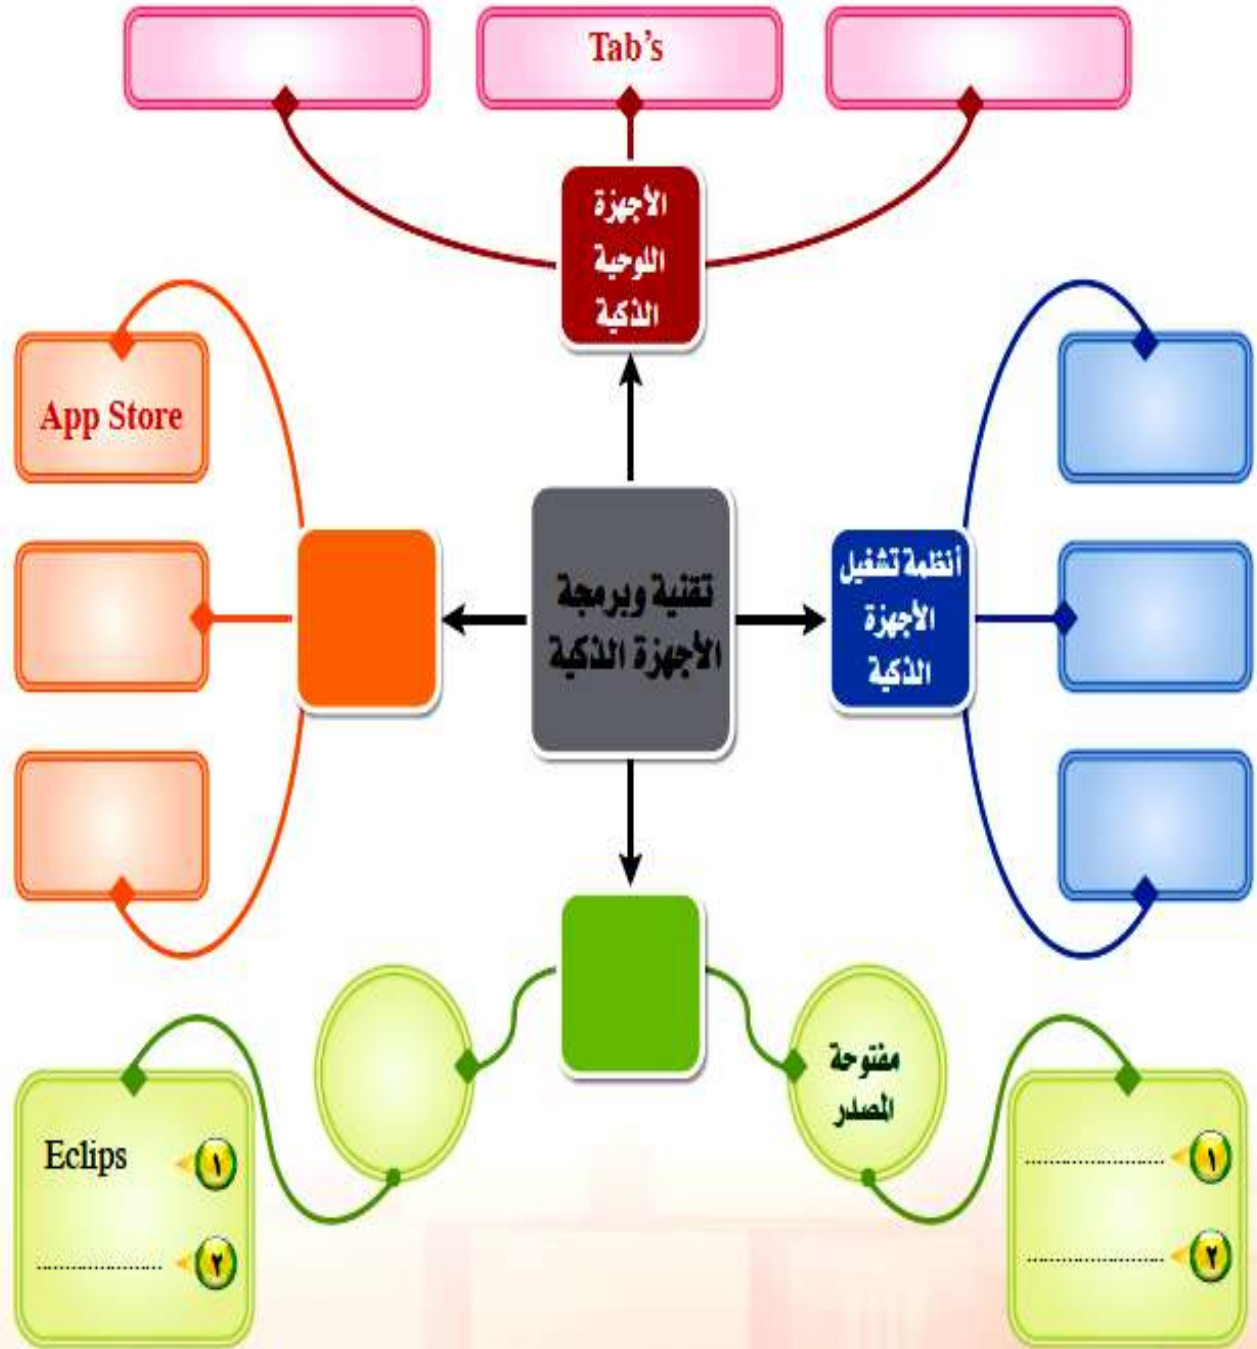 Tab's
الأجهزة
اللوحية
الذكية
App Store
أنظمة تشغيل
الأجهزة
الذكية
تقنية وبرمجة
الأجهزة الذكية
مفتوحة
المصدر
١ ....................
٢ ....................
١ Eclips
٢ ....................